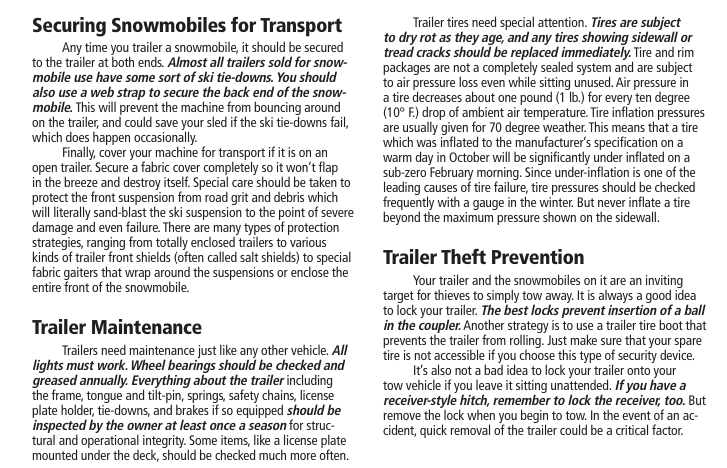 Securing Snowmobiles for Transport
Any time you trailer a snowmobile, it should be secured
to the trailer at both ends. Almost all trailers sold for snow-
mobile use have some sort of ski tie-downs. You should
also use a web strap to secure the back end of the snow-
mobile. This will prevent the machine from bouncing around
on the trailer, and could save your sled if the ski tie-downs fail,
which does happen occasionally.
Finally, cover your machine for transport if it is on an
open trailer. Secure a fabric cover completely so it won't flap
in the breeze and destroy itself. Special care should be taken to
protect the front suspension from road grit and debris which
will literally sand-blast the ski suspension to the point of severe
damage and even failure. There are many types of protection
strategies, ranging from totally enclosed trailers to various
kinds of trailer front shields (often called salt shields) to special
fabric gaiters that wrap around the suspensions or enclose the
entire front of the snowmobile.
Trailer Maintenance
Trailers need maintenance just like any other vehicle. All
lights must work. Wheel bearings should be checked and
greased annually. Everything about the trailer including
the frame, tongue and tilt-pin, springs, safety chains, license
plate holder, tie-downs, and brakes if so equipped should be
inspected by the owner at least once a season for struc-
tural and operational integrity. Some items, like a license plate
mounted under the deck, should be checked much more often.
Trailer tires need special attention. Tires are subject
to dry rot as they age, and any tires showing sidewall or
tread cracks should be replaced immediately. Tire and rim
packages are not a completely sealed system and are subject
to air pressure loss even while sitting unused. Air pressure in
a tire decreases about one pound (1 lb.) for every ten degree
(10° F.) drop of ambient air temperature. Tire inflation pressures
are usually given for 70 degree weather. This means that a tire
which was inflated to the manufacturer's specification on a
warm day in October will be significantly under inflated on a
sub-zero February morning. Since under-inflation is one of the
leading causes of tire failure, tire pressures should be checked
frequently with a gauge in the winter. But never inflate a tire
beyond the maximum pressure shown on the sidewall.
Trailer Theft Prevention
Your trailer and the snowmobiles on it are an inviting
target for thieves to simply tow away. It is always a good idea
to lock your trailer. The best locks prevent insertion of a ball
in the coupler. Another strategy is to use a trailer tire boot that
prevents the trailer from rolling. Just make sure that your spare
tire is not accessible if you choose this type of security device.
It's also not a bad idea to lock your trailer onto your
tow vehicle if you leave it sitting unattended. If you have a
receiver-style hitch, remember to lock the receiver, too. But
remove the lock when you begin to tow. In the event of an ac-
cident, quick removal of the trailer could be a critical factor.